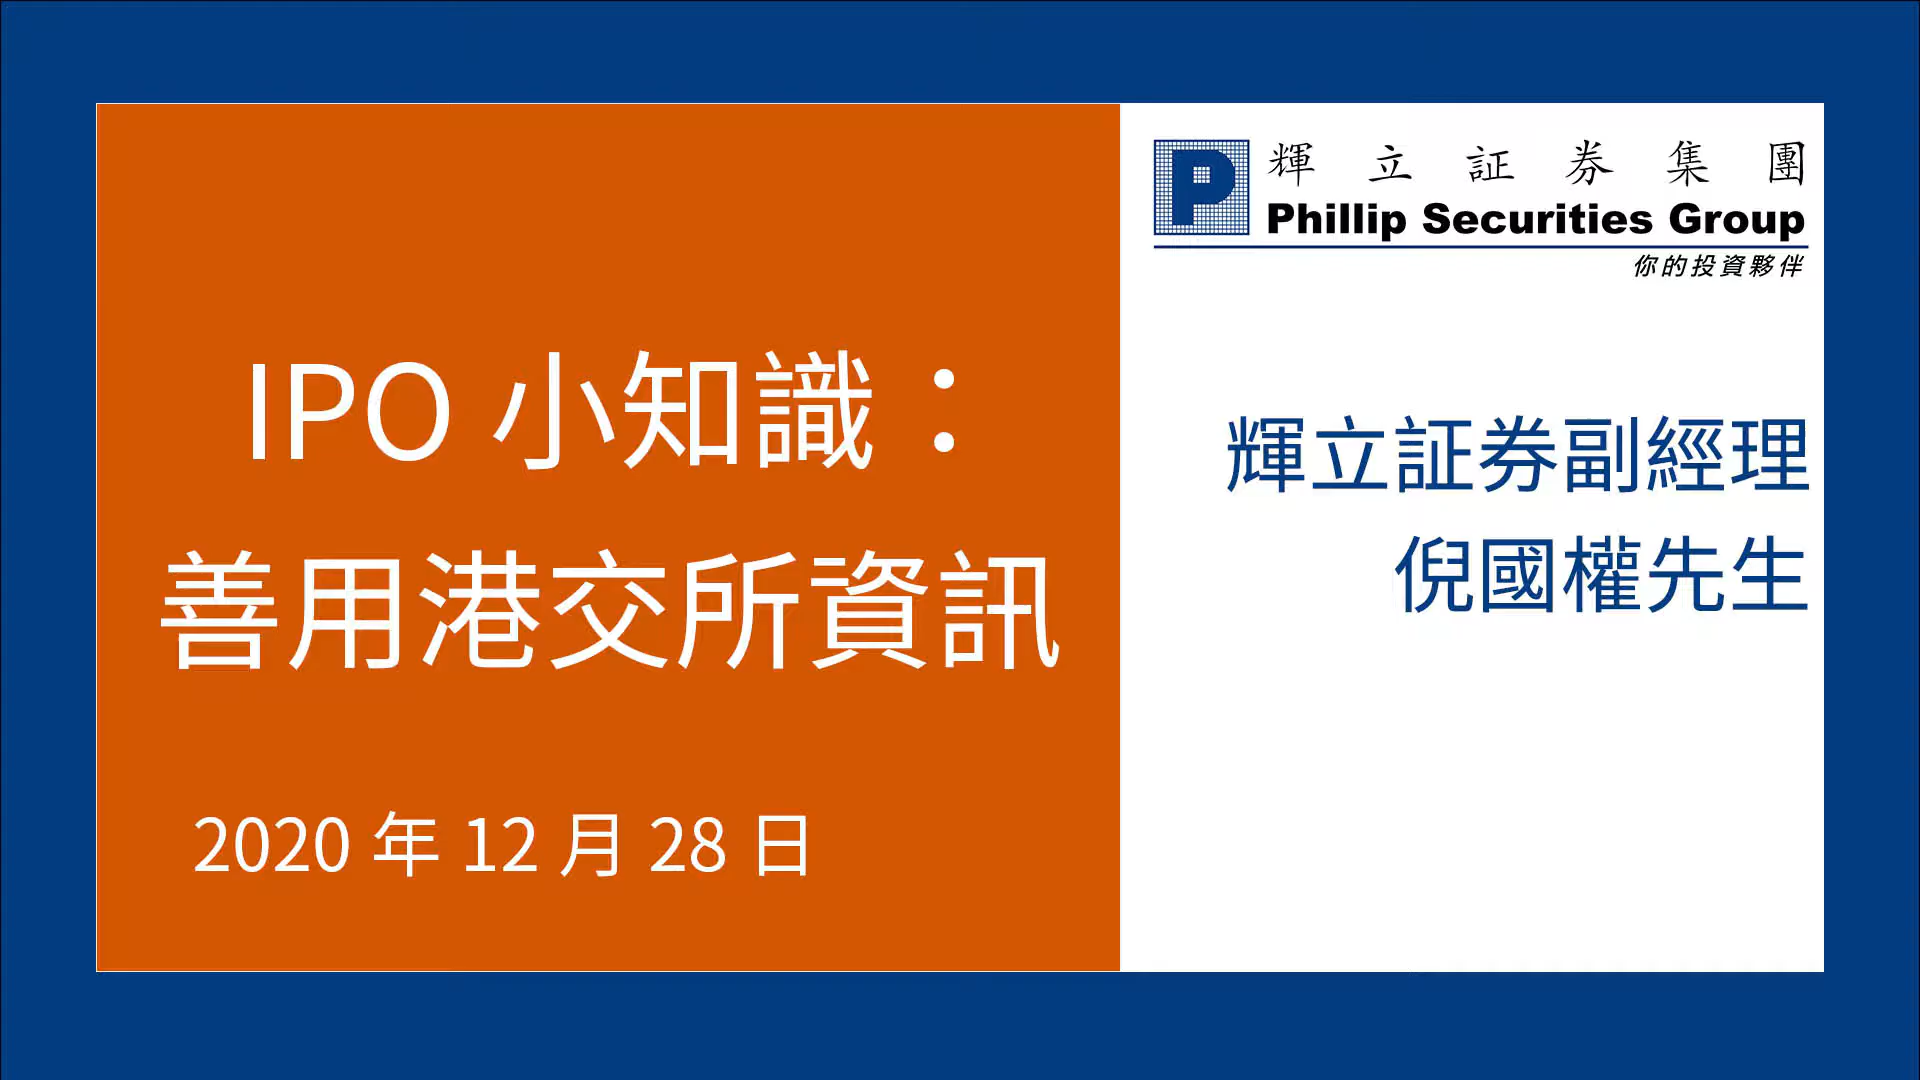 IPO 小知識：
善用港交所資訊
2020 年 12 月 28 日
P
輝立証券集團
Phillip Securities Group
你的投資夥伴
輝立証券副經理
倪國權先生